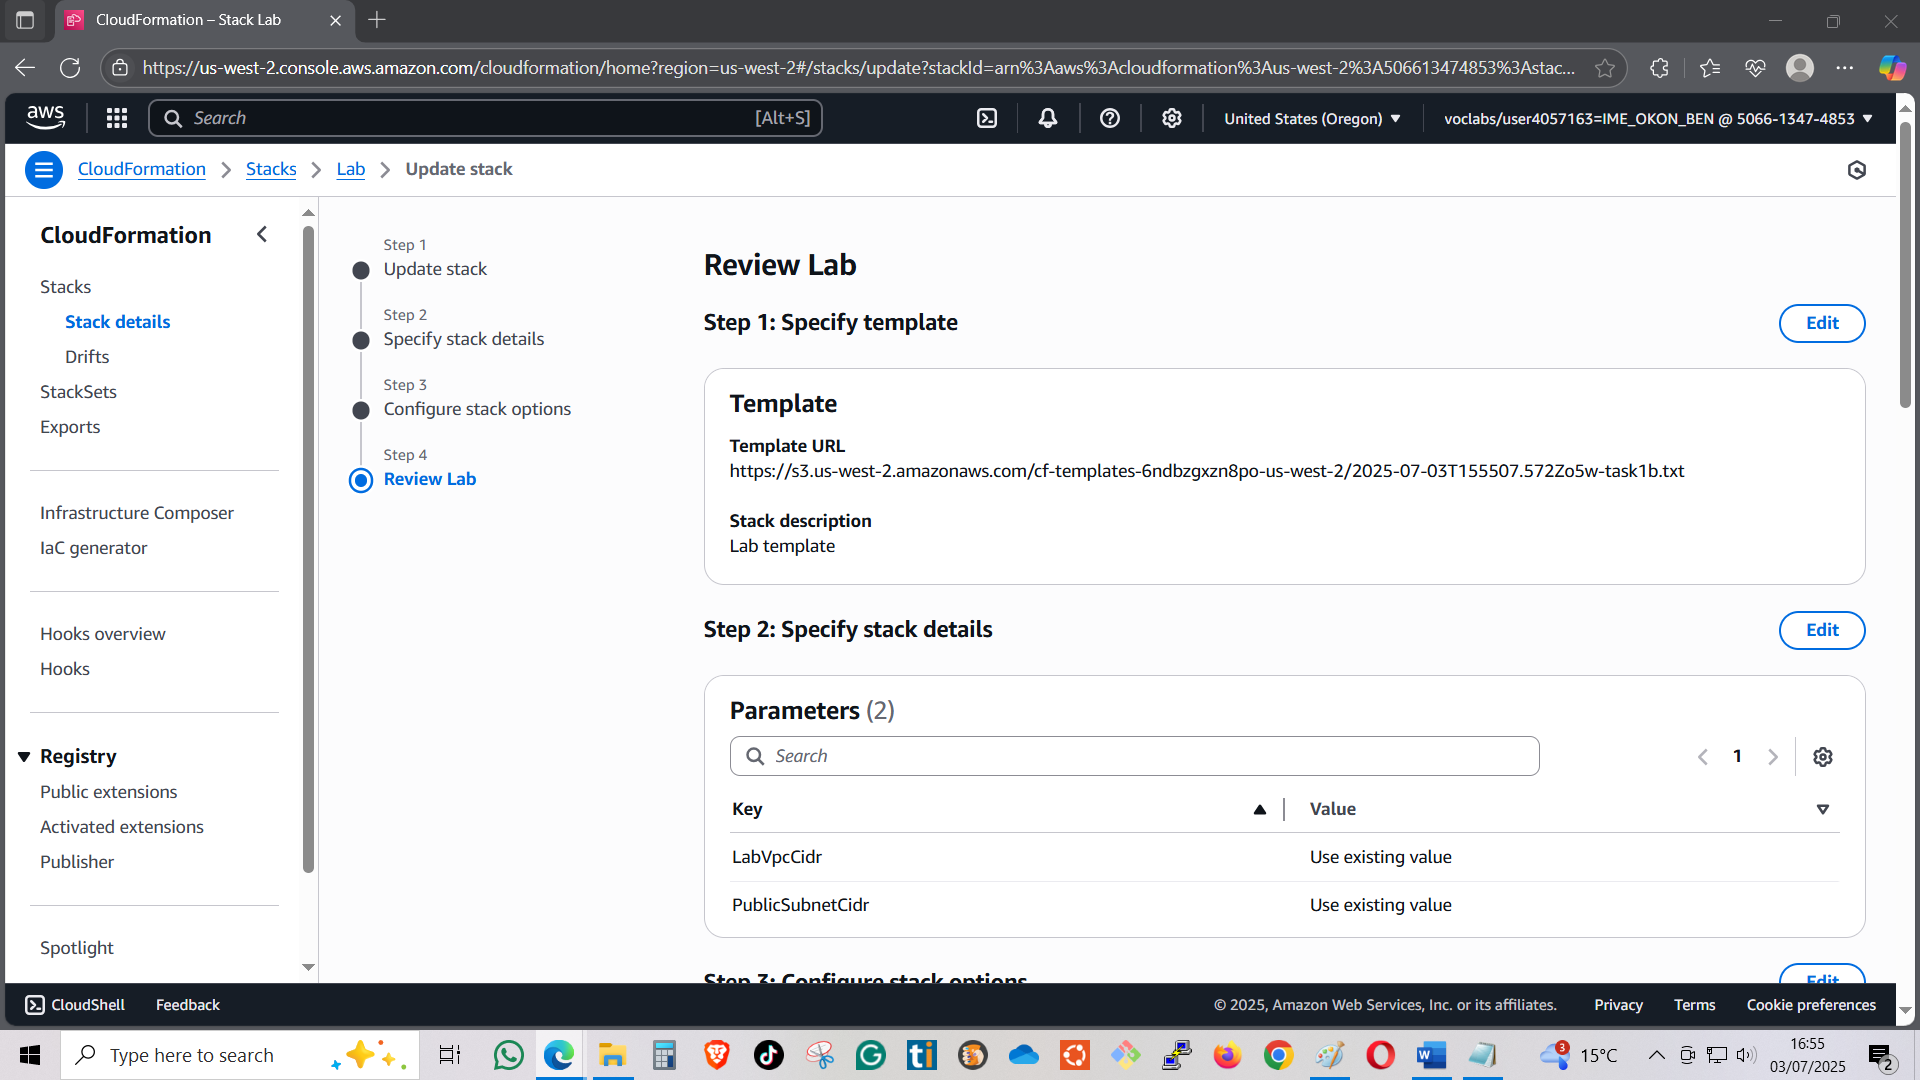 CloudFormation – Stack Lab
https://us-west-2.console.aws.amazon.com/cloudformation/home?region=us-west-2#/stacks/update?stackId=arn%3Aaws%3Acloudformation%3Aus-west-2%3A506613474853%3Astac...
aws
Search
[Alt+S]
United States (Oregon)
voclabs/user4057163=IME_OKON_BEN @ 5066-1347-4853
CloudFormation
Stacks
Lab
Update stack
CloudFormation
Stacks
Stack details
Drifts
StackSets
Exports
Infrastructure Composer
IaC generator
Hooks overview
Hooks
Registry
Public extensions
Activated extensions
Publisher
Spotlight
Step 1
Update stack
Step 2
Specify stack details
Step 3
Configure stack options
Step 4
Review Lab
Review Lab
Step 1: Specify template
Edit
Template
Template URL
https://s3.us-west-2.amazonaws.com/cf-templates-6ndbzgxzn8po-us-west-2/2025-07-03T155507.572Zo5w-task1b.txt
Stack description
Lab template
Step 2: Specify stack details
Edit
Parameters (2)
Search
1
Key
Value
LabVpcCidr
Use existing value
PublicSubnetCidr
Use existing value
Step 3: Configure stack options
Edit
CloudShell
Feedback
© 2025, Amazon Web Services, Inc. or its affiliates.
Privacy
Terms
Cookie preferences
Type here to search
ti
3
15°C
16:55
03/07/2025
2